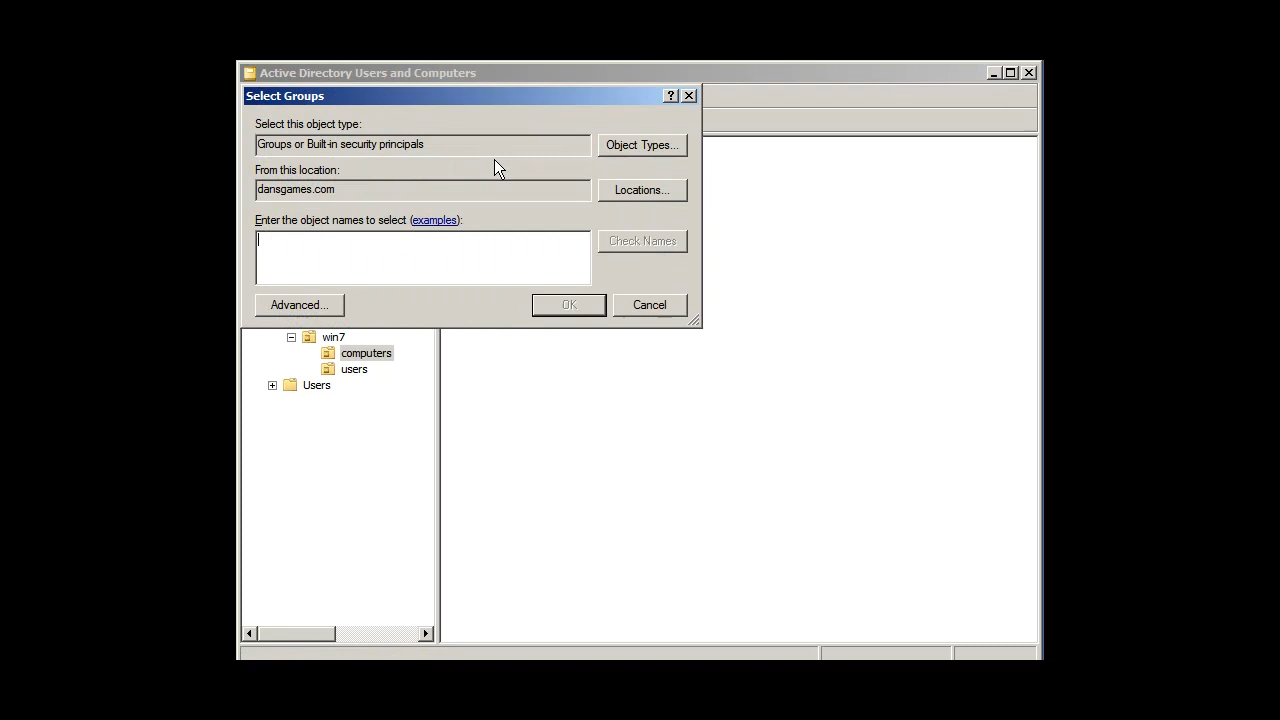 Active Directory Users and Computers
Select Groups
Select this object type:
Groups or Built-in security principals
Object Types...
From this location:
dansgames.com
Locations...
Enter the object names to select (examples):
Check Names
Advanced...
OK
Cancel
win7
computers
users
Users